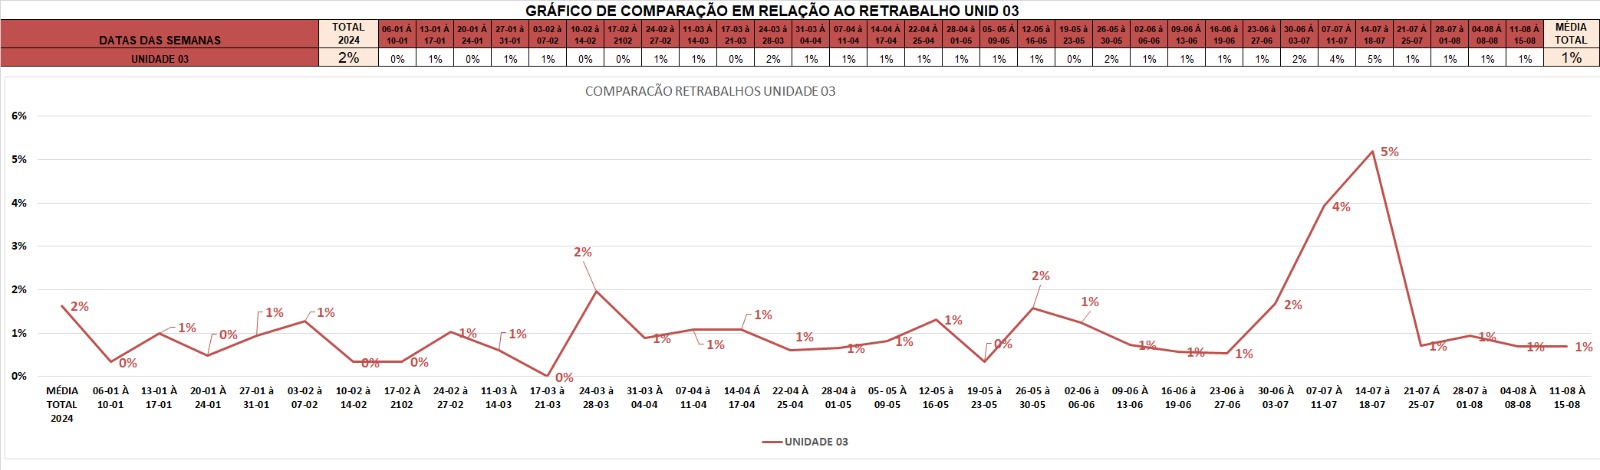 GRÁFICO DE COMPARAÇÃO EM RELAÇÃO AO RETRABALHO UNID 03
DATAS DAS SEMANAS TOTAL 2024 06-01 À 10-01 13-01 À 17-01 20-01 À 24-01 27-01 à 31-01 03-02 à 07-02 10-02 à 14-02 17-02 À 2102 24-02 À 27-02 11-03 À 14-03 17-03 À 21-03 24-03 À 28-03 31-03 À 04-04 07-04 à 11-04 14-04 Á 17-04 22-04 Á 25-04 28-04 à 01-05 05- 05 À 09-05 12-05 à 16-05 19-05 à 23-05 26-05 à 30-05 02-06 à 06-06 09-06 À 13-06 16-06 À 19-06 23-06 à 27-06 30-06 À 03-07 07-07 À 11-07 14-07 à 18-07 21-07 Á 25-07 28-07 à 01-08 04-08 À 08-08 11-08 À 15-08 MÉDIA TOTAL
UNIDADE 03 2% 0% 1% 0% 1% 1% 0% 0% 1% 1% 0% 2% 1% 1% 1% 1% 1% 1% 1% 0% 2% 1% 1% 1% 1% 2% 4% 5% 1% 1% 1% 1% 1%
COMPARACÃO RETRABALHOS UNIDADE 03
6%
5%
4%
3%
2%
1%
0%
2% 0% 1% 0% 1% 1% 0% 0% 1% 1% 0% 2% 1% 1% 1% 1% 1% 1% 1% 0% 2% 1% 1% 1% 1% 2% 4% 5% 1% 1% 1% 1%
MÉDIA TOTAL 2024 06-01 À 10-01 13-01 À 17-01 20-01 À 24-01 27-01 à 31-01 03-02 à 07-02 10-02 à 14-02 17-02 À 2102 24-02 À 27-02 11-03 À 14-03 17-03 À 21-03 24-03 à 28-03 31-03 À 04-04 07-04 à 11-04 14-04 Á 17-04 22-04 Á 25-04 28-04 à 01-05 05- 05 À 09-05 12-05 à 16-05 19-05 à 23-05 26-05 à 30-05 02-06 à 06-06 09-06 À 13-06 16-06 À 19-06 23-06 à 27-06 30-06 À 03-07 07-07 À 11-07 14-07 à 18-07 21-07 Á 25-07 28-07 à 01-08 04-08 À 08-08 11-08 À 15-08
UNIDADE 03